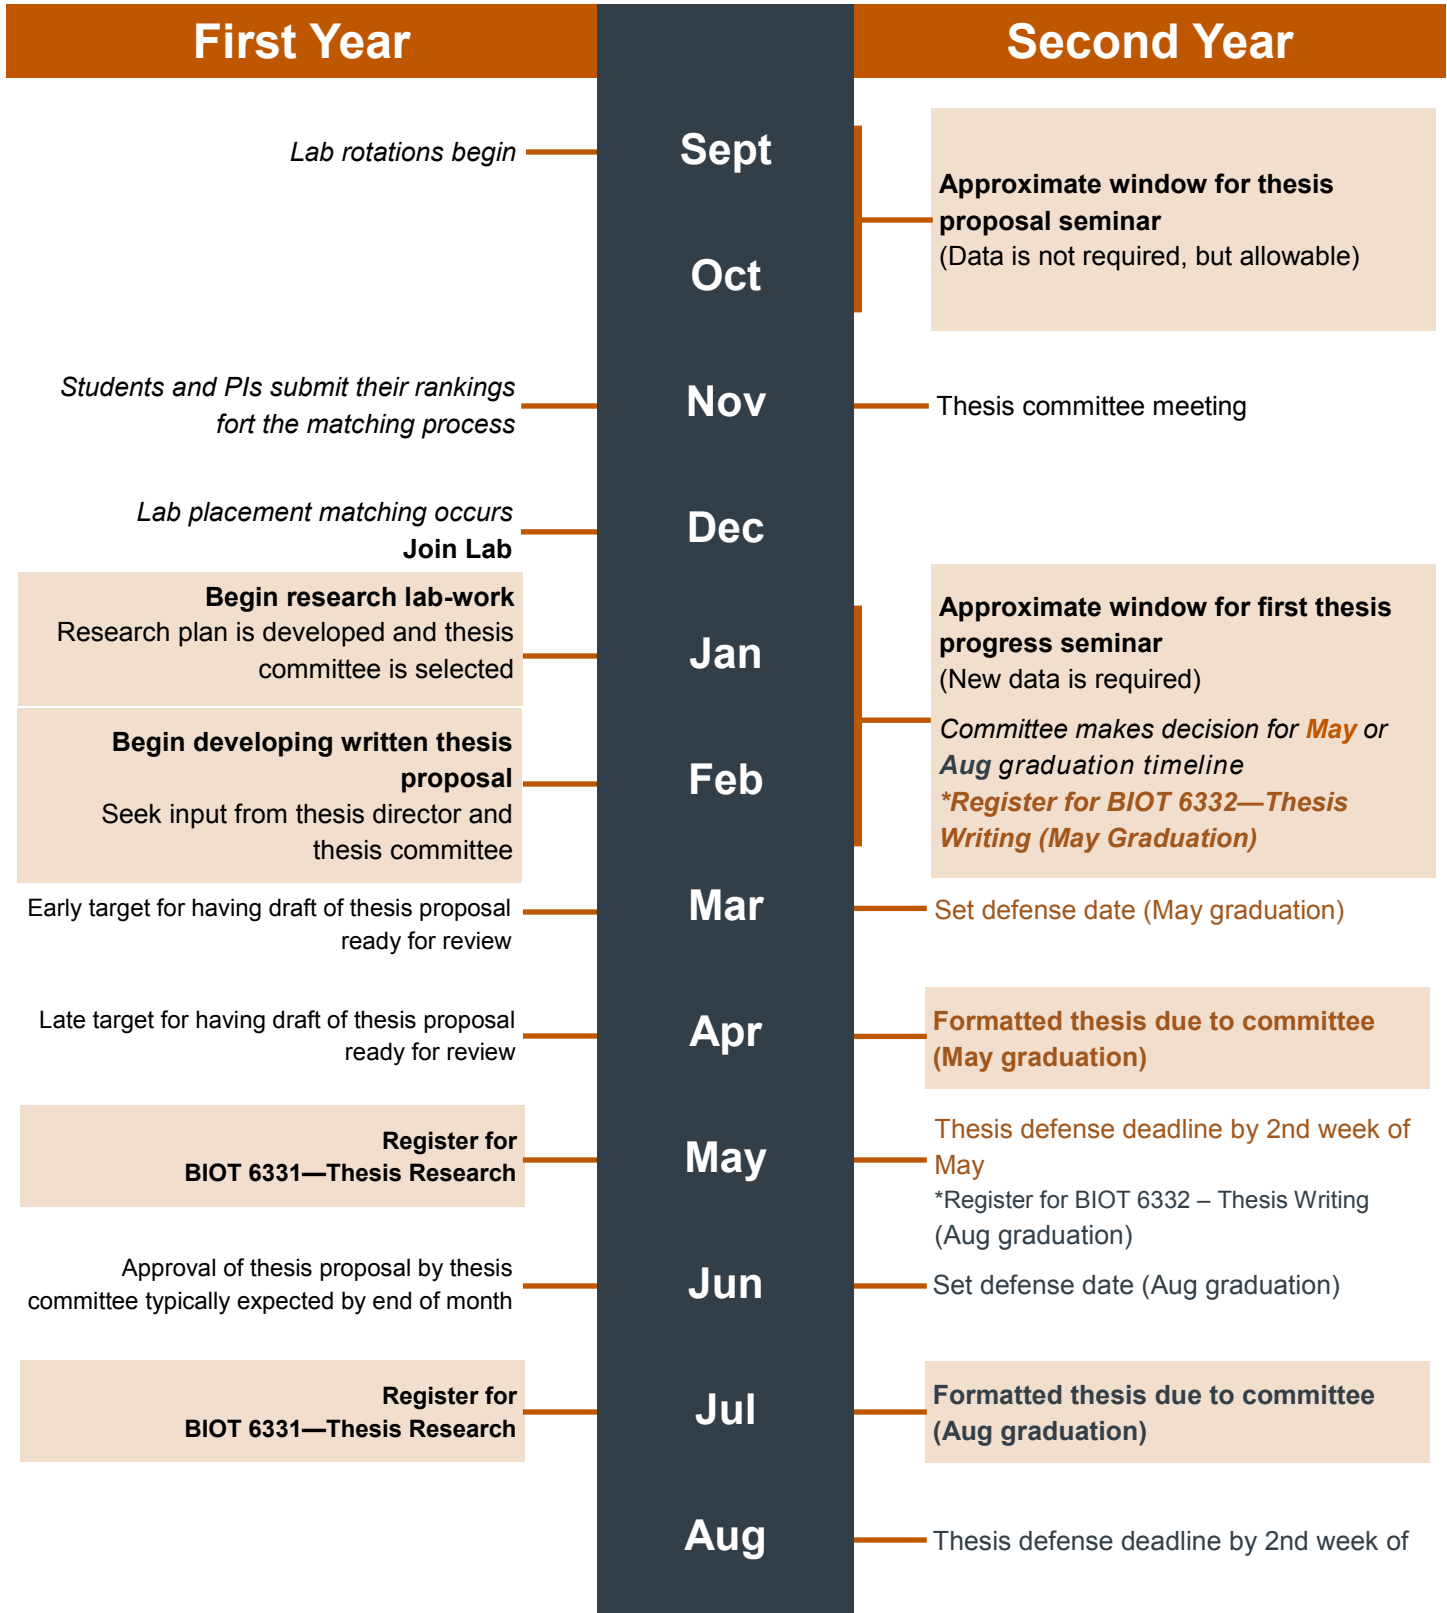 First Year
Second Year
Sept
Lab rotations begin
Approximate window for thesis
proposal seminar
(Data is not required, but allowable)
Oct
Nov
Students and PIs submit their rankings
fort the matching process
Thesis committee meeting
Dec
Lab placement matching occurs
Join Lab
Jan
Begin research lab-work
Research plan is developed and thesis
committee is selected
Approximate window for first thesis
progress seminar
(New data is required)
Committee makes decision for May or
Aug graduation timeline
*Register for BIOT 6332—Thesis
Writing (May Graduation)
Feb
Begin developing written thesis
proposal
Seek input from thesis director and
thesis committee
Mar
Early target for having draft of thesis proposal
ready for review
Set defense date (May graduation)
Apr
Late target for having draft of thesis proposal
ready for review
Formatted thesis due to committee
(May graduation)
May
Register for
BIOT 6331—Thesis Research
Thesis defense deadline by 2nd week of
May
*Register for BIOT 6332 – Thesis Writing
(Aug graduation)
Jun
Approval of thesis proposal by thesis
committee typically expected by end of month
Set defense date (Aug graduation)
Jul
Register for
BIOT 6331—Thesis Research
Formatted thesis due to committee
(Aug graduation)
Aug
Thesis defense deadline by 2nd week of